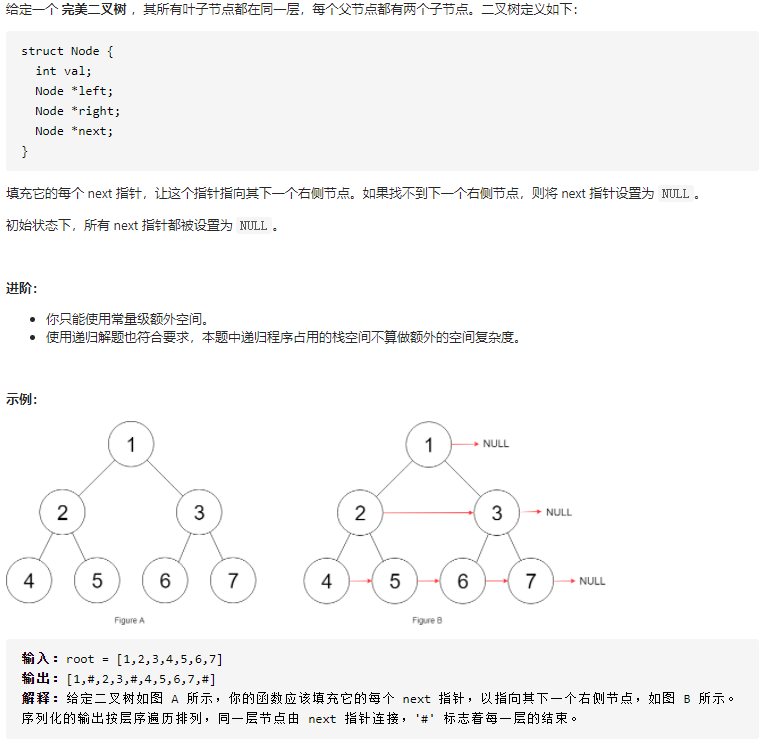 给定一个 完美二叉树 ，其所有叶子节点都在同一层，每个父节点都有两个子节点。二叉树定义如下：
struct Node {
  int val;
  Node *left;
  Node *right;
  Node *next;
}
填充它的每个 next 指针，让这个指针指向其下一个右侧节点。如果找不到下一个右侧节点，则将 next 指针设置为 NULL 。
初始状态下，所有 next 指针都被设置为 NULL 。
进阶：
• 你只能使用常量级额外空间。
• 使用递归解题也符合要求，本题中递归程序占用的栈空间不算做额外的空间复杂度。
示例：
1 1 NULL
2 3 2 3 NULL
4 5 6 7 4 5 6 7 NULL
Figure A Figure B
输入：root = [1,2,3,4,5,6,7]
输出：[1,#,2,3,#,4,5,6,7,#]
解释：给定二叉树如图 A 所示，你的函数应该填充它的每个 next 指针，以指向其下一个右侧节点，如图 B 所示。
序列化的输出按层序遍历排列，同一层节点由 next 指针连接，'#' 标志着每一层的结束。